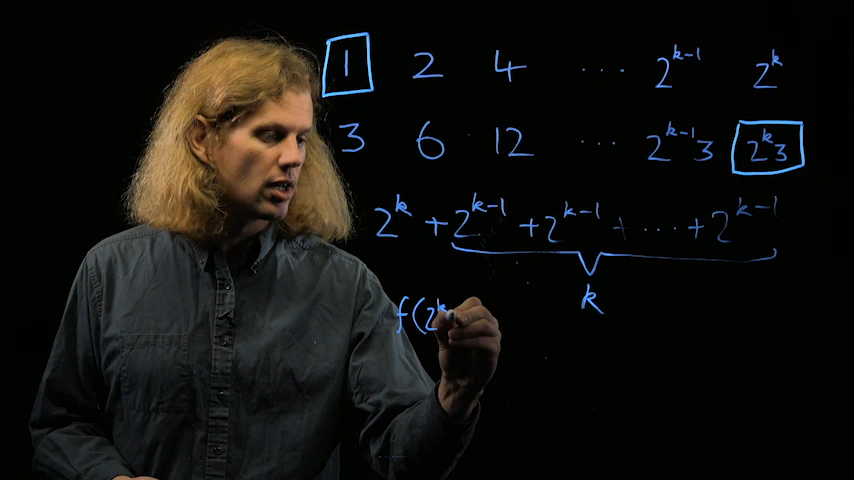 1 2 4 ... 2^{k-1} 2^k
3 6 12 ... 2^{k-1}3 2^k3
2^k + 2^{k-1} + 2^{k-1} + ... + 2^{k-1}
k
f(2^k